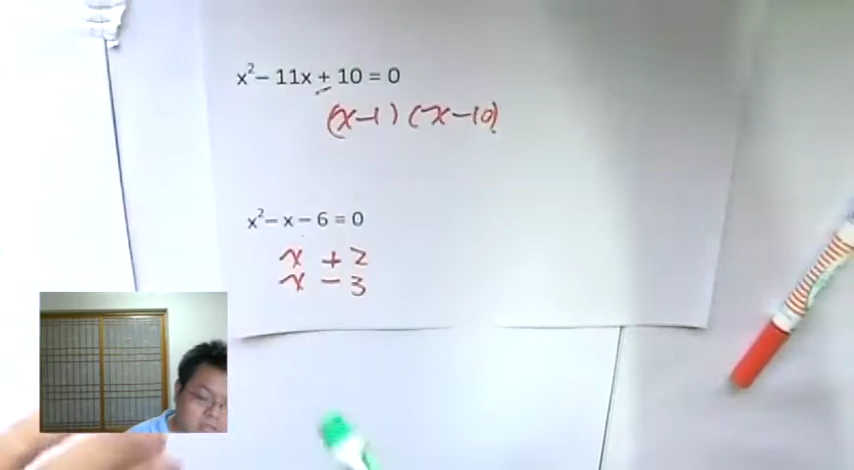 x² − 11x + 10 = 0
(x−1) (x−10)
x² − x − 6 = 0
x + 2
x − 3